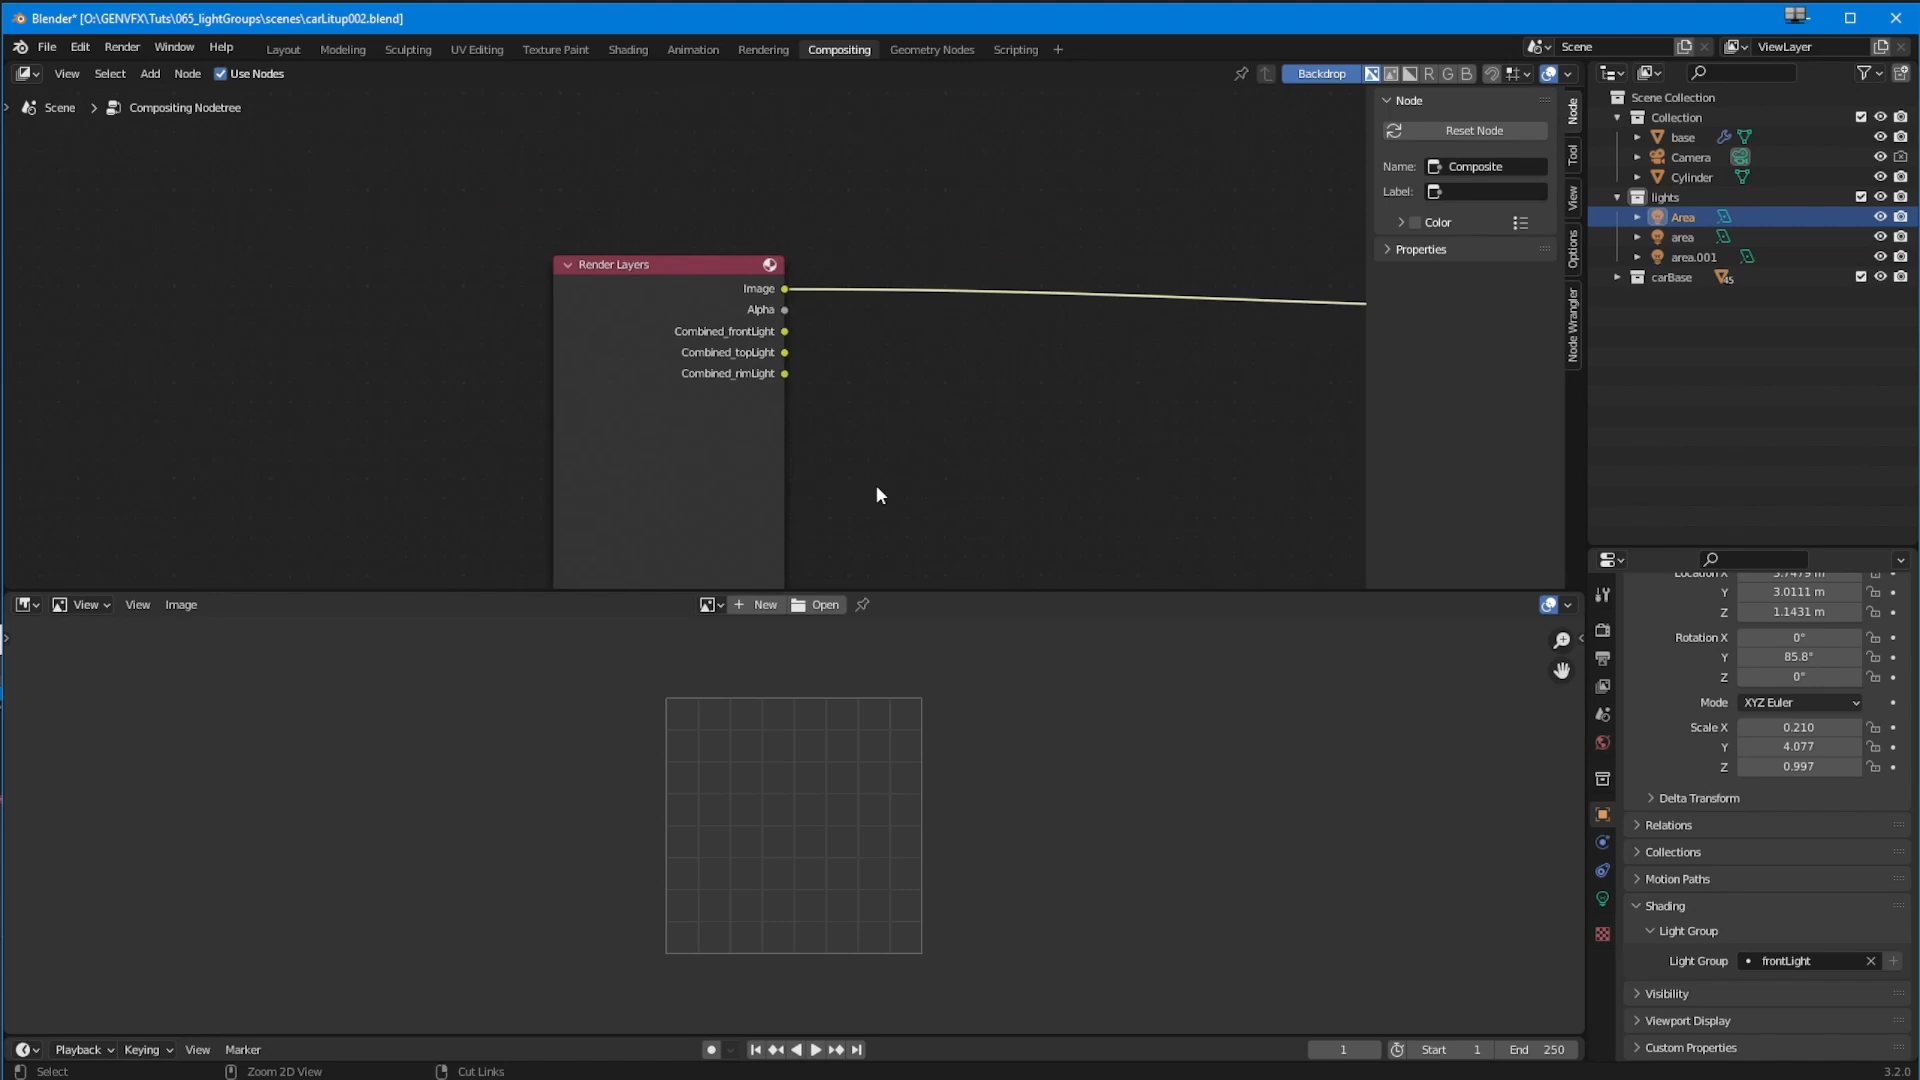 Blender* [O:\GENVFX\Tuts\065_lightGroups\scenes\carLitup002.blend]
File Edit Render Window Help Layout Modeling Sculpting UV Editing Texture Paint Shading Animation Rendering Compositing Geometry Nodes Scripting + Scene ViewLayer
View Select Add Node Use Nodes Backdrop R G B
Scene > Compositing Nodetree
Node
Reset Node
Name: Composite
Label:
Color
Properties
Node
Tool
View
Options
Node Wrangler
Render Layers
Image
Alpha
Combined_frontLight
Combined_topLight
Combined_rimLight
Scene Collection
Collection
base
Camera
Cylinder
lights
Area
area
area.001
carBase 45
View View Image New Open
Location X 3.7479 m
Y 3.0111 m
Z 1.1431 m
Rotation X 0°
Y 85.8°
Z 0°
Mode XYZ Euler
Scale X 0.210
Y 4.077
Z 0.997
Delta Transform
Relations
Collections
Motion Paths
Shading
Light Group
Light Group frontLight
Visibility
Viewport Display
Custom Properties
Playback Keying View Marker 1 Start 1 End 250
Select Zoom 2D View Cut Links 3.2.0